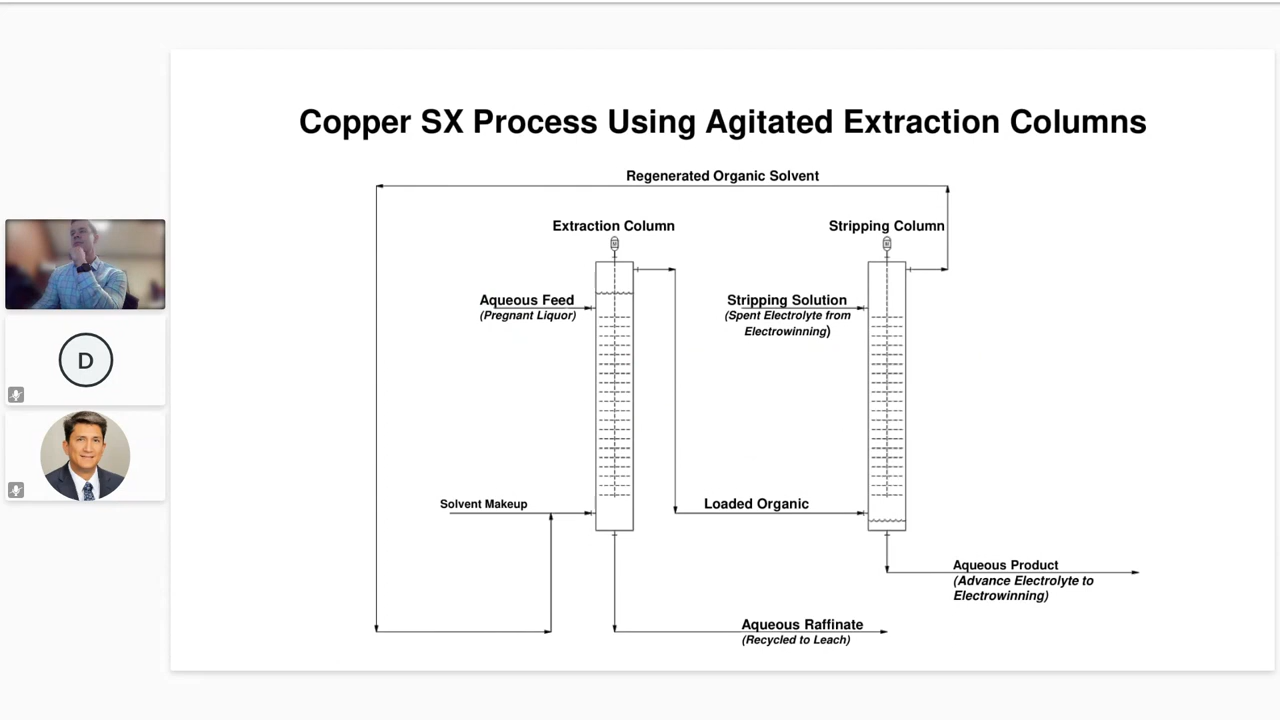 Copper SX Process Using Agitated Extraction Columns
Regenerated Organic Solvent
Extraction Column
Stripping Column
Aqueous Feed
(Pregnant Liquor)
Stripping Solution
(Spent Electrolyte from
Electrowinning)
D
Solvent Makeup
Loaded Organic
Aqueous Product
(Advance Electrolyte to
Electrowinning)
Aqueous Raffinate
(Recycled to Leach)